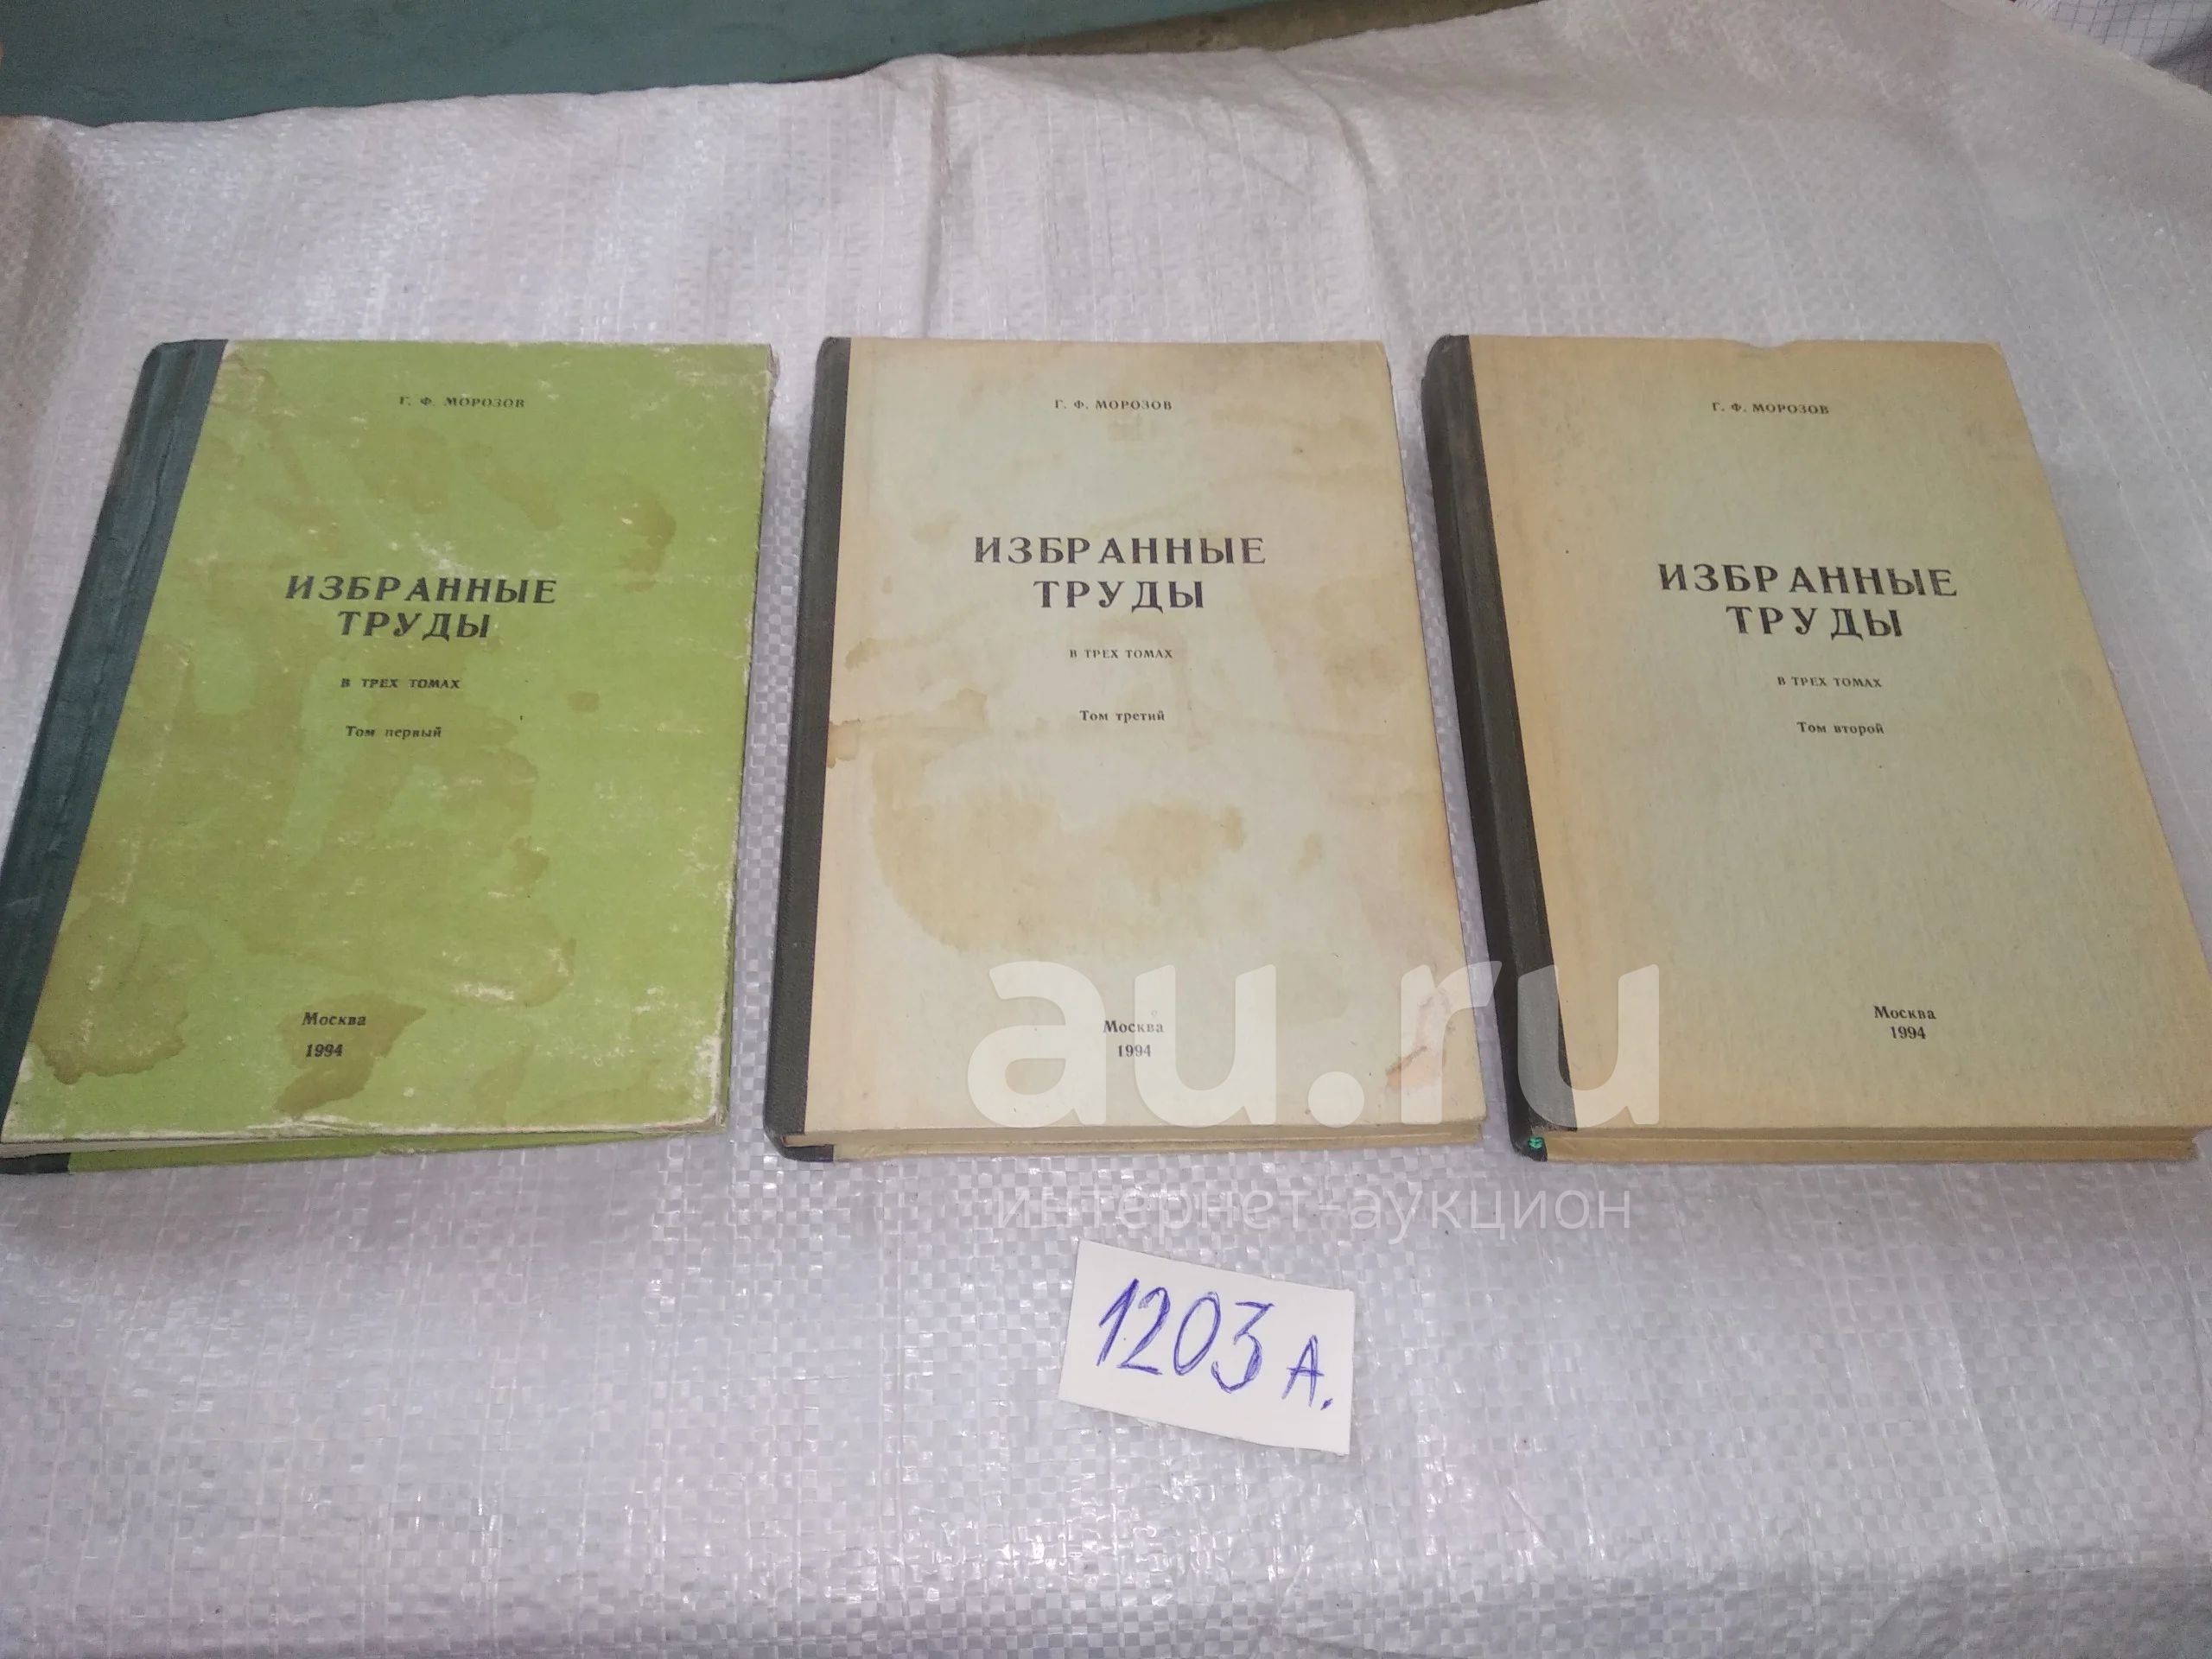 Г. Ф. МОРОЗОВ
ИЗБРАННЫЕ
ТРУДЫ
В ТРЕХ ТОМАХ
Том первый
Москва
1994
Г. Ф. МОРОЗОВ
ИЗБРАННЫЕ
ТРУДЫ
В ТРЕХ ТОМАХ
Том третий
Москва
1994
Г. Ф. МОРОЗОВ
ИЗБРАННЫЕ
ТРУДЫ
В ТРЕХ ТОМАХ
Том второй
Москва
1994
au.ru
интернет-аукцион
1203 А.